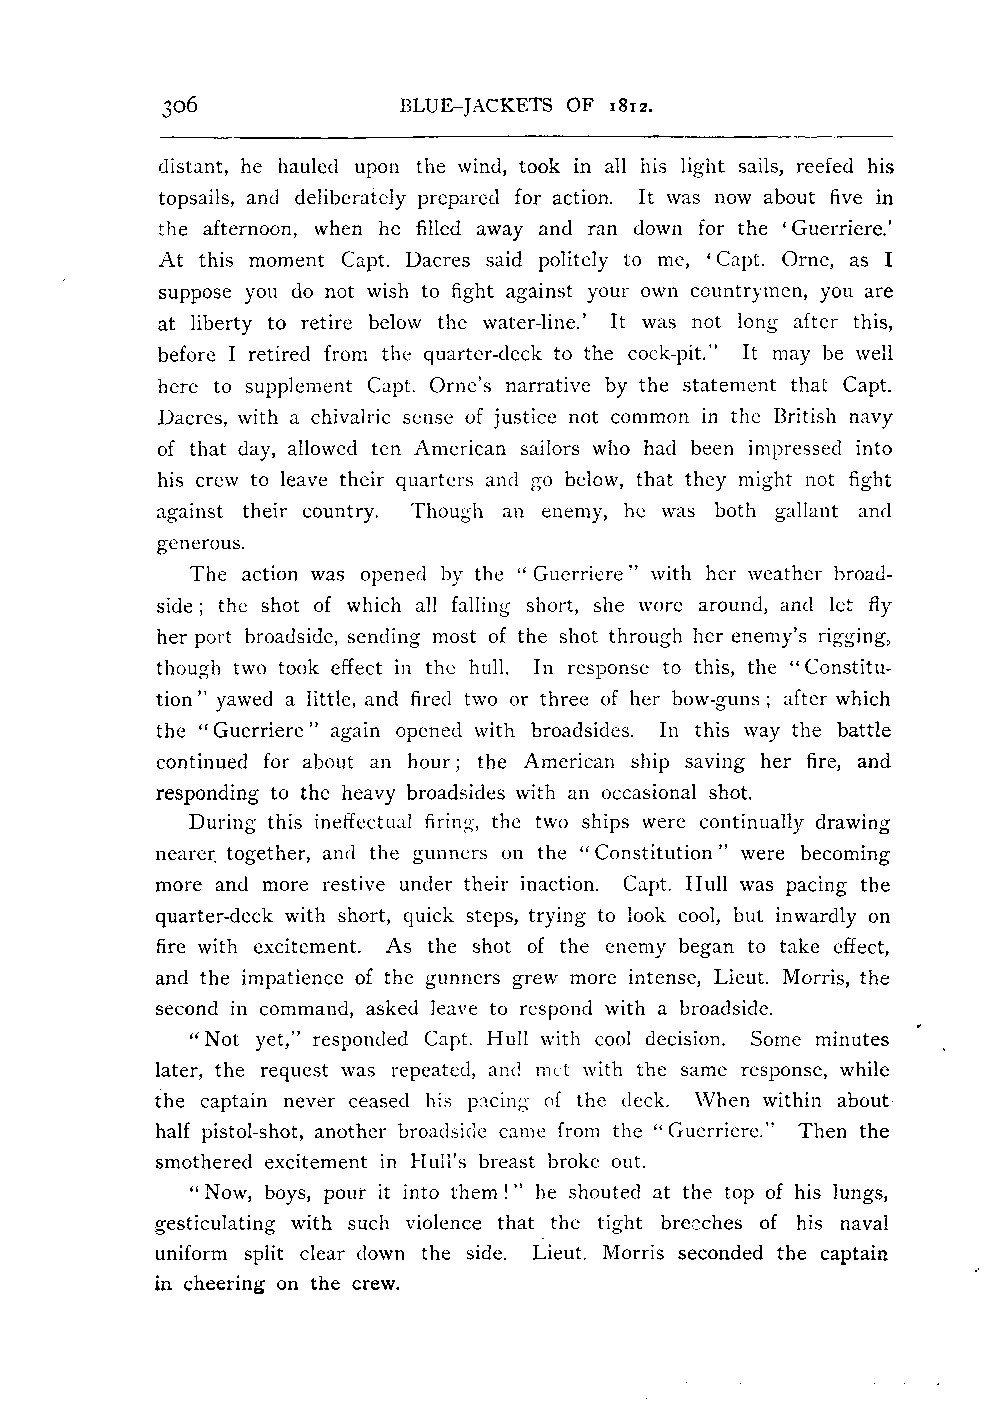 306 BLUE-JACKETS OF 1812.
distant, he hauled upon the wind, took in all his light sails, reefed his
topsails, and deliberately prepared for action. It was now about five in
the afternoon, when he filled away and ran down for the ‘Guerriere.’
At this moment Capt. Dacres said politely to me, ‘Capt. Orne, as I
suppose you do not wish to fight against your own countrymen, you are
at liberty to retire below the water-line.’ It was not long after this,
before I retired from the quarter-deck to the cock-pit.” It may be well
here to supplement Capt. Orne’s narrative by the statement that Capt.
Dacres, with a chivalric sense of justice not common in the British navy
of that day, allowed ten American sailors who had been impressed into
his crew to leave their quarters and go below, that they might not fight
against their country. Though an enemy, he was both gallant and
generous.
The action was opened by the “Guerriere” with her weather broad-
side; the shot of which all falling short, she wore around, and let fly
her port broadside, sending most of the shot through her enemy’s rigging,
though two took effect in the hull. In response to this, the “Constitu-
tion” yawed a little, and fired two or three of her bow-guns; after which
the “Guerriere” again opened with broadsides. In this way the battle
continued for about an hour; the American ship saving her fire, and
responding to the heavy broadsides with an occasional shot.
During this ineffectual firing, the two ships were continually drawing
nearer together, and the gunners on the “Constitution” were becoming
more and more restive under their inaction. Capt. Hull was pacing the
quarter-deck with short, quick steps, trying to look cool, but inwardly on
fire with excitement. As the shot of the enemy began to take effect,
and the impatience of the gunners grew more intense, Lieut. Morris, the
second in command, asked leave to respond with a broadside.
“Not yet,” responded Capt. Hull with cool decision. Some minutes
later, the request was repeated, and met with the same response, while
the captain never ceased his pacing of the deck. When within about
half pistol-shot, another broadside came from the “Guerriere.” Then the
smothered excitement in Hull’s breast broke out.
“Now, boys, pour it into them!” he shouted at the top of his lungs,
gesticulating with such violence that the tight breeches of his naval
uniform split clear down the side. Lieut. Morris seconded the captain
in cheering on the crew.